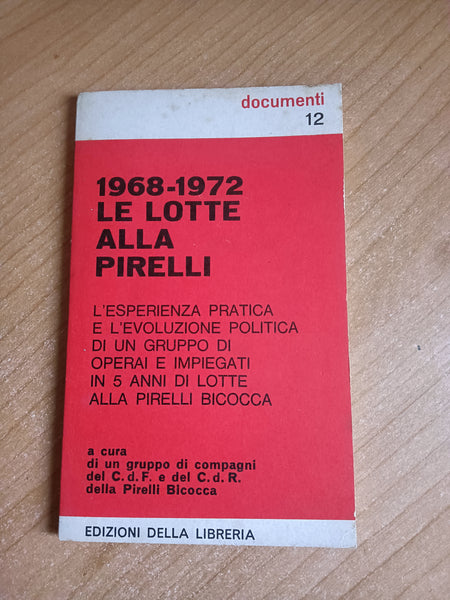 documenti
12
1968-1972
LE LOTTE
ALLA
PIRELLI
L'ESPERIENZA PRATICA
E L'EVOLUZIONE POLITICA
DI UN GRUPPO DI
OPERAI E IMPIEGATI
IN 5 ANNI DI LOTTE
ALLA PIRELLI BICOCCA
a cura
di un gruppo di compagni
del C.d.F. e del C.d.R.
della Pirelli BIcocca
EDIZIONI DELLA LIBRERIA